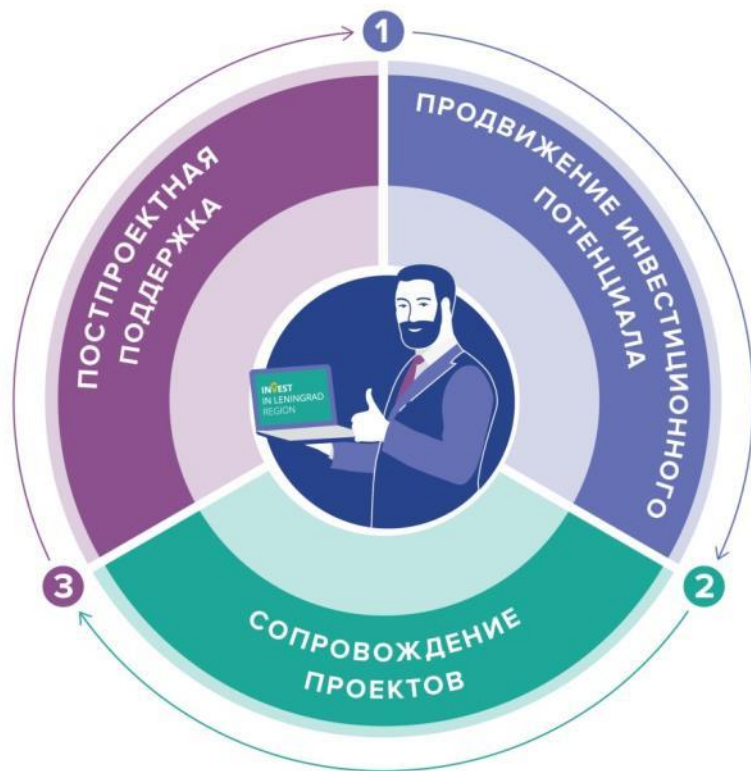 1
ПРОДВИЖЕНИЕ ИНВЕСТИЦИОННОГО
ПОТЕНЦИАЛА
2
СОПРОВОЖДЕНИЕ
ПРОЕКТОВ
3
ПОСТПРОЕКТНАЯ
ПОДДЕРЖКА
INVEST
IN LENINGRAD
REGION